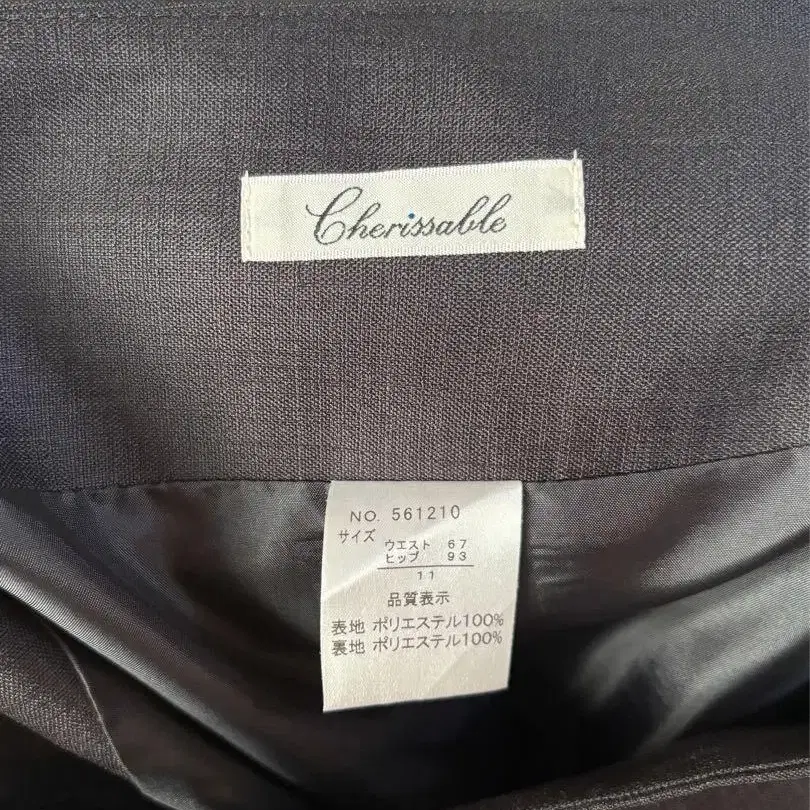 Cherissable
NO. 561210
サイズ
ウエスト 67
ヒップ 93
11
品質表示
表地 ポリエステル100%
裏地 ポリエステル100%